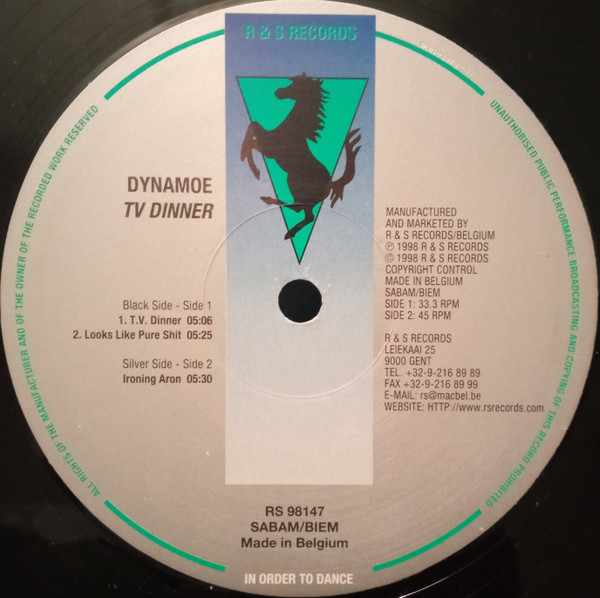 R & S RECORDS
DYNAMOE
TV DINNER
Black Side - Side 1
1. T.V. Dinner 05:06
2. Looks Like Pure Shit 05:25
Silver Side - Side 2
Ironing Aron 05:30
MANUFACTURED
AND MARKETED BY
R & S RECORDS/BELGIUM
℗ 1998 R & S RECORDS
© 1998 R & S RECORDS
COPYRIGHT CONTROL
MADE IN BELGIUM
SABAM/BIEM
SIDE 1: 33.3 RPM
SIDE 2: 45 RPM
R & S RECORDS
LEIEKAAI 25
9000 GENT
TEL. +32-9-216 89 89
FAX +32-9-216 89 99
E-MAIL: rs@macbel.be
WEBSITE: HTTP://www.rsrecords.com
RS 98147
SABAM/BIEM
Made in Belgium
ALL RIGHTS OF THE MANUFACTURER AND OF THE OWNER OF THE RECORDED WORK RESERVED
UNAUTHORISED PUBLIC PERFORMANCE BROADCASTING AND COPYING OF THIS RECORD PROHIBITED
IN ORDER TO DANCE